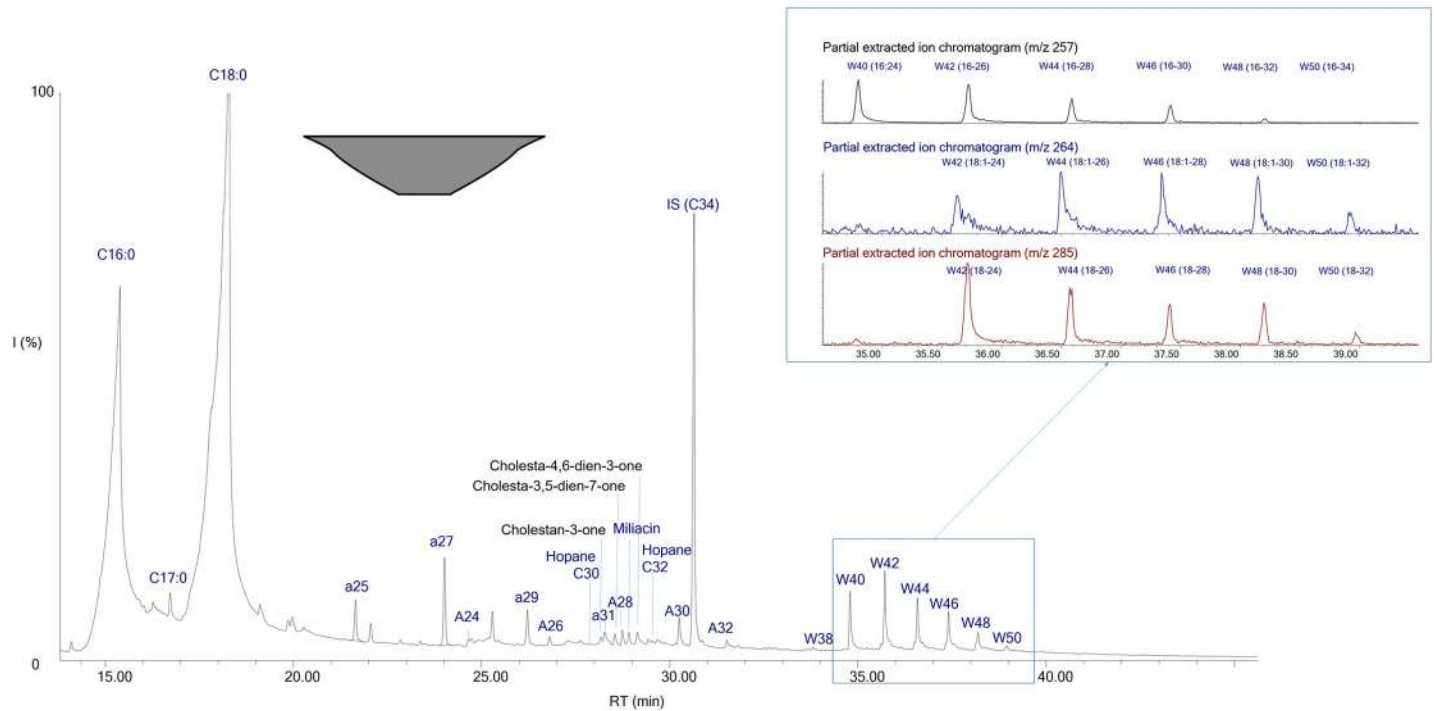 Partial extracted ion chromatogram (m/z 257)
W40 (16:24) W42 (16-26) W44 (16-28) W46 (16-30) W48 (16-32) W50 (16-34)
Partial extracted ion chromatogram (m/z 264)
W42 (18:1-24) W44 (18:1-26) W46 (18:1-28) W48 (18:1-30) W50 (18:1-32)
Partial extracted ion chromatogram (m/z 285)
W42 (18-24) W44 (18-26) W46 (18-28) W48 (18-30) W50 (18-32)
35.00 35.50 36.00 36.50 37.00 37.50 38.00 38.50 39.00
C18:0
100
IS (C34)
C16:0
I (%)
Cholesta-4,6-dien-3-one
Cholesta-3,5-dien-7-one
Cholestan-3-one Miliacin
a27
Hopane
C30
Hopane
C32
C17:0
a25
a29
A24
A26
a31
A28
A30
A32
W38
W40
W42
W44
W46
W48
W50
0
15.00 20.00 25.00 30.00 35.00 40.00
RT (min)